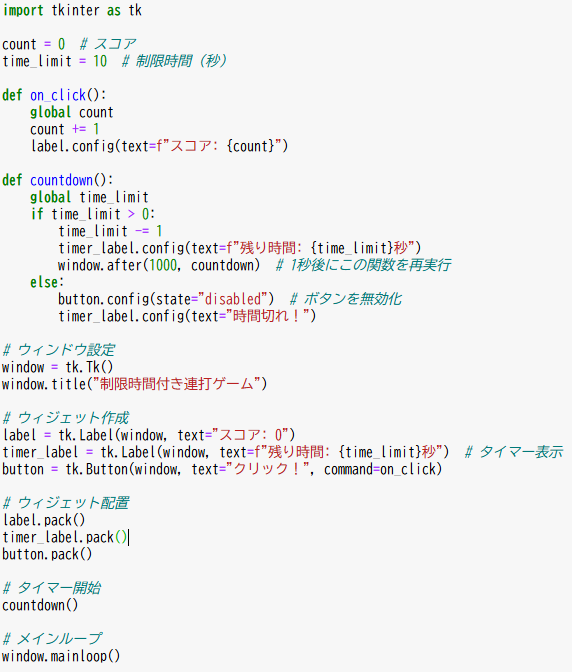 import tkinter as tk
count = 0  # スコア
time_limit = 10  # 制限時間（秒）
def on_click():
    global count
    count += 1
    label.config(text=f"スコア: {count}")
def countdown():
    global time_limit
    if time_limit > 0:
        time_limit -= 1
        timer_label.config(text=f"残り時間: {time_limit}秒")
        window.after(1000, countdown)  # 1秒後にこの関数を再実行
    else:
        button.config(state="disabled")  # ボタンを無効化
        timer_label.config(text="時間切れ！")
# ウィンドウ設定
window = tk.Tk()
window.title("制限時間付き連打ゲーム")
# ウィジェット作成
label = tk.Label(window, text="スコア: 0")
timer_label = tk.Label(window, text=f"残り時間: {time_limit}秒")  # タイマー表示
button = tk.Button(window, text="クリック！", command=on_click)
# ウィジェット配置
label.pack()
timer_label.pack()
button.pack()
# タイマー開始
countdown()
# メインループ
window.mainloop()